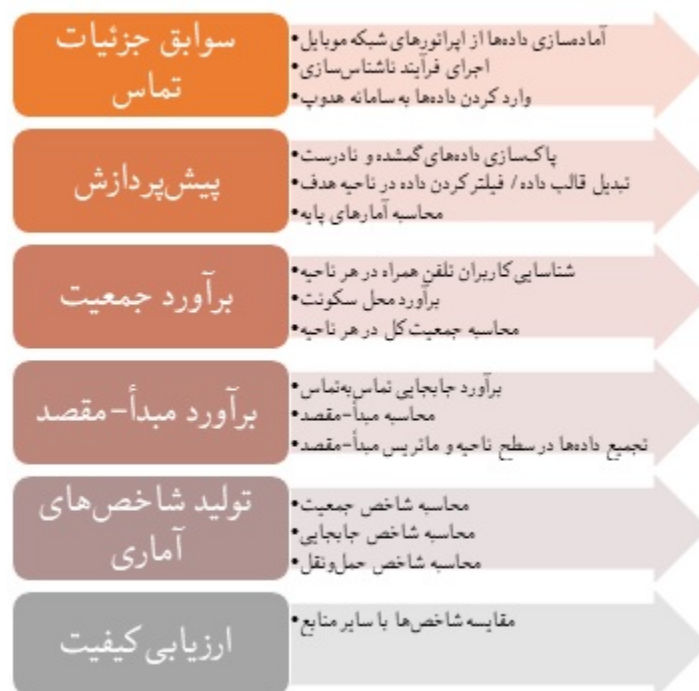 سوابق جزئیات
تماس
•آماده‌سازی داده‌ها از اپراتورهای شبکه موبایل
•اجرای فرآیند ناشناس‌سازی
•وارد کردن داده‌ها به سامانه هدوپ
پیش‌پردازش
•پاک‌سازی داده‌های گمشده و نادرست
•تبدیل قالب داده/ فیلتر کردن داده در ناحیه هدف
•محاسبه آمارهای پایه
برآورد جمعیت
•شناسایی کاربران تلفن همراه در هر ناحیه
•برآورد محل سکونت
•محاسبه جمعیت کل در هر ناحیه
برآورد مبدأ-مقصد
•برآورد جابجایی تماس‌به‌تماس
•محاسبه مبدأ-مقصد
•تجمیع داده‌ها در سطح ناحیه و ماتریس مبدأ-مقصد
تولید شاخص‌های
آماری
•محاسبه شاخص جمعیت
•محاسبه شاخص جابجایی
•محاسبه شاخص حمل‌ونقل
ارزیابی کیفیت
•مقایسه شاخص‌ها با سایر منابع